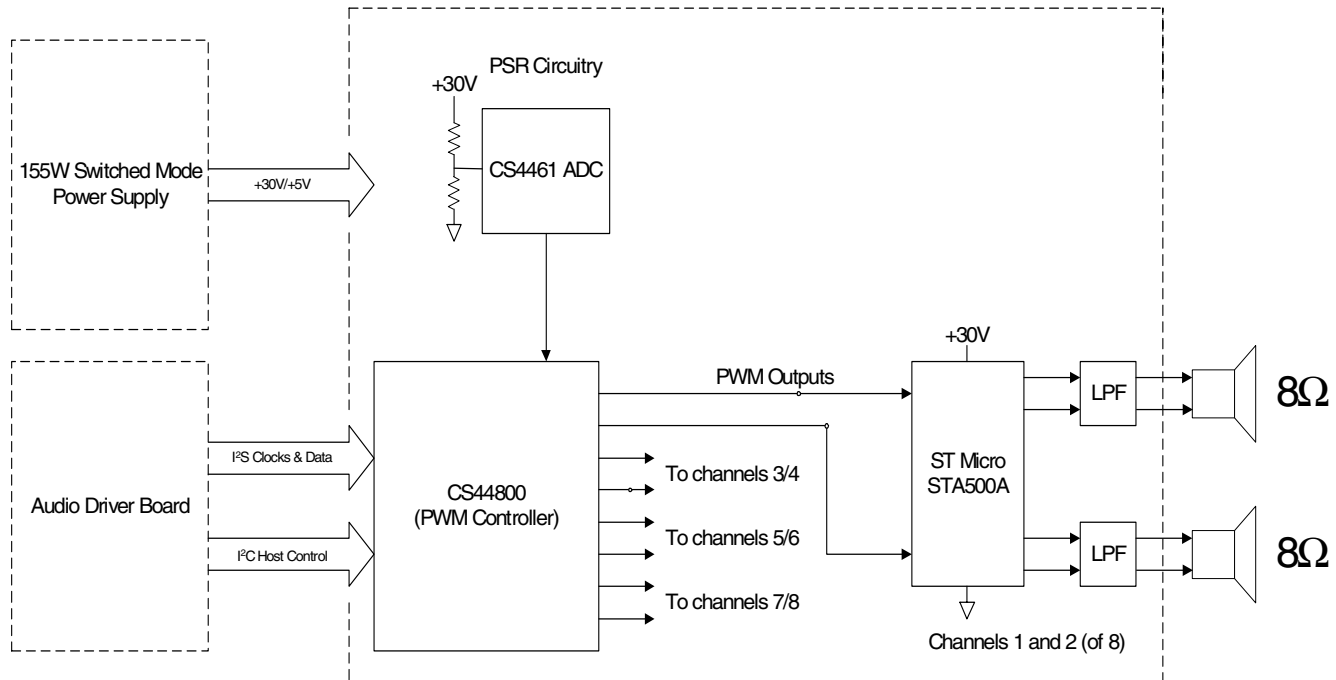 PSR Circuitry
+30V
CS4461 ADC
155W Switched Mode
Power Supply
+30V/+5V
+30V
PWM Outputs
LPF
8Ω
I²S Clocks & Data
To channels 3/4
ST Micro
STA500A
Audio Driver Board
CS44800
(PWM Controller)
To channels 5/6
I²C Host Control
LPF
8Ω
To channels 7/8
Channels 1 and 2 (of 8)